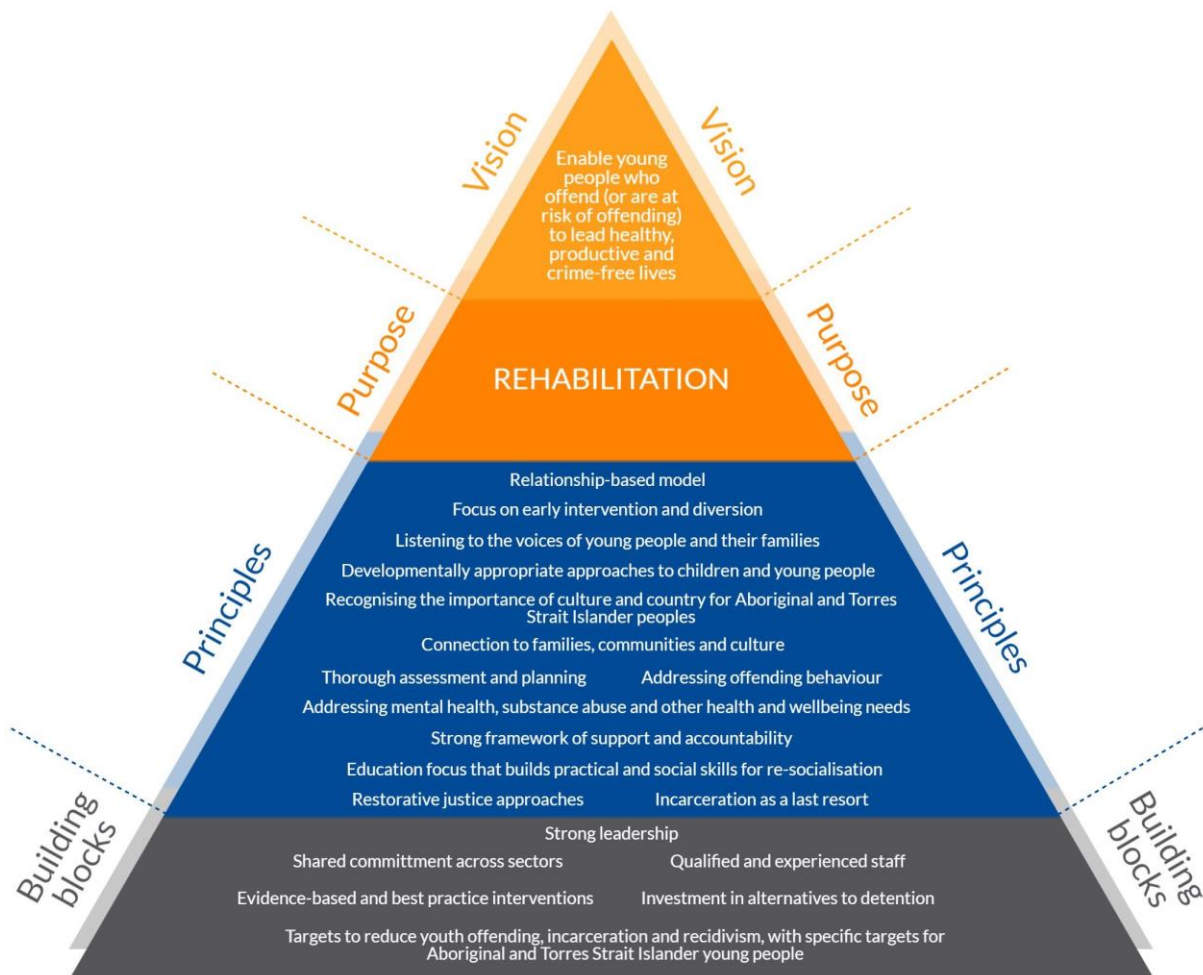 Vision
Vision
Enable young
people who
offend (or are at
risk of offending)
to lead healthy,
productive and
crime-free lives
Purpose
Purpose
REHABILITATION
Principles
Principles
Relationship-based model
Focus on early intervention and diversion
Listening to the voices of young people and their families
Developmentally appropriate approaches to children and young people
Recognising the importance of culture and country for Aboriginal and Torres
Strait Islander peoples
Connection to families, communities and culture
Thorough assessment and planning
Addressing offending behaviour
Addressing mental health, substance abuse and other health and wellbeing needs
Strong framework of support and accountability
Education focus that builds practical and social skills for re-socialisation
Restorative justice approaches
Incarceration as a last resort
Building
blocks
Building
blocks
Strong leadership
Shared committment across sectors
Qualified and experienced staff
Evidence-based and best practice interventions
Investment in alternatives to detention
Targets to reduce youth offending, incarceration and recidivism, with specific targets for
Aboriginal and Torres Strait Islander young people